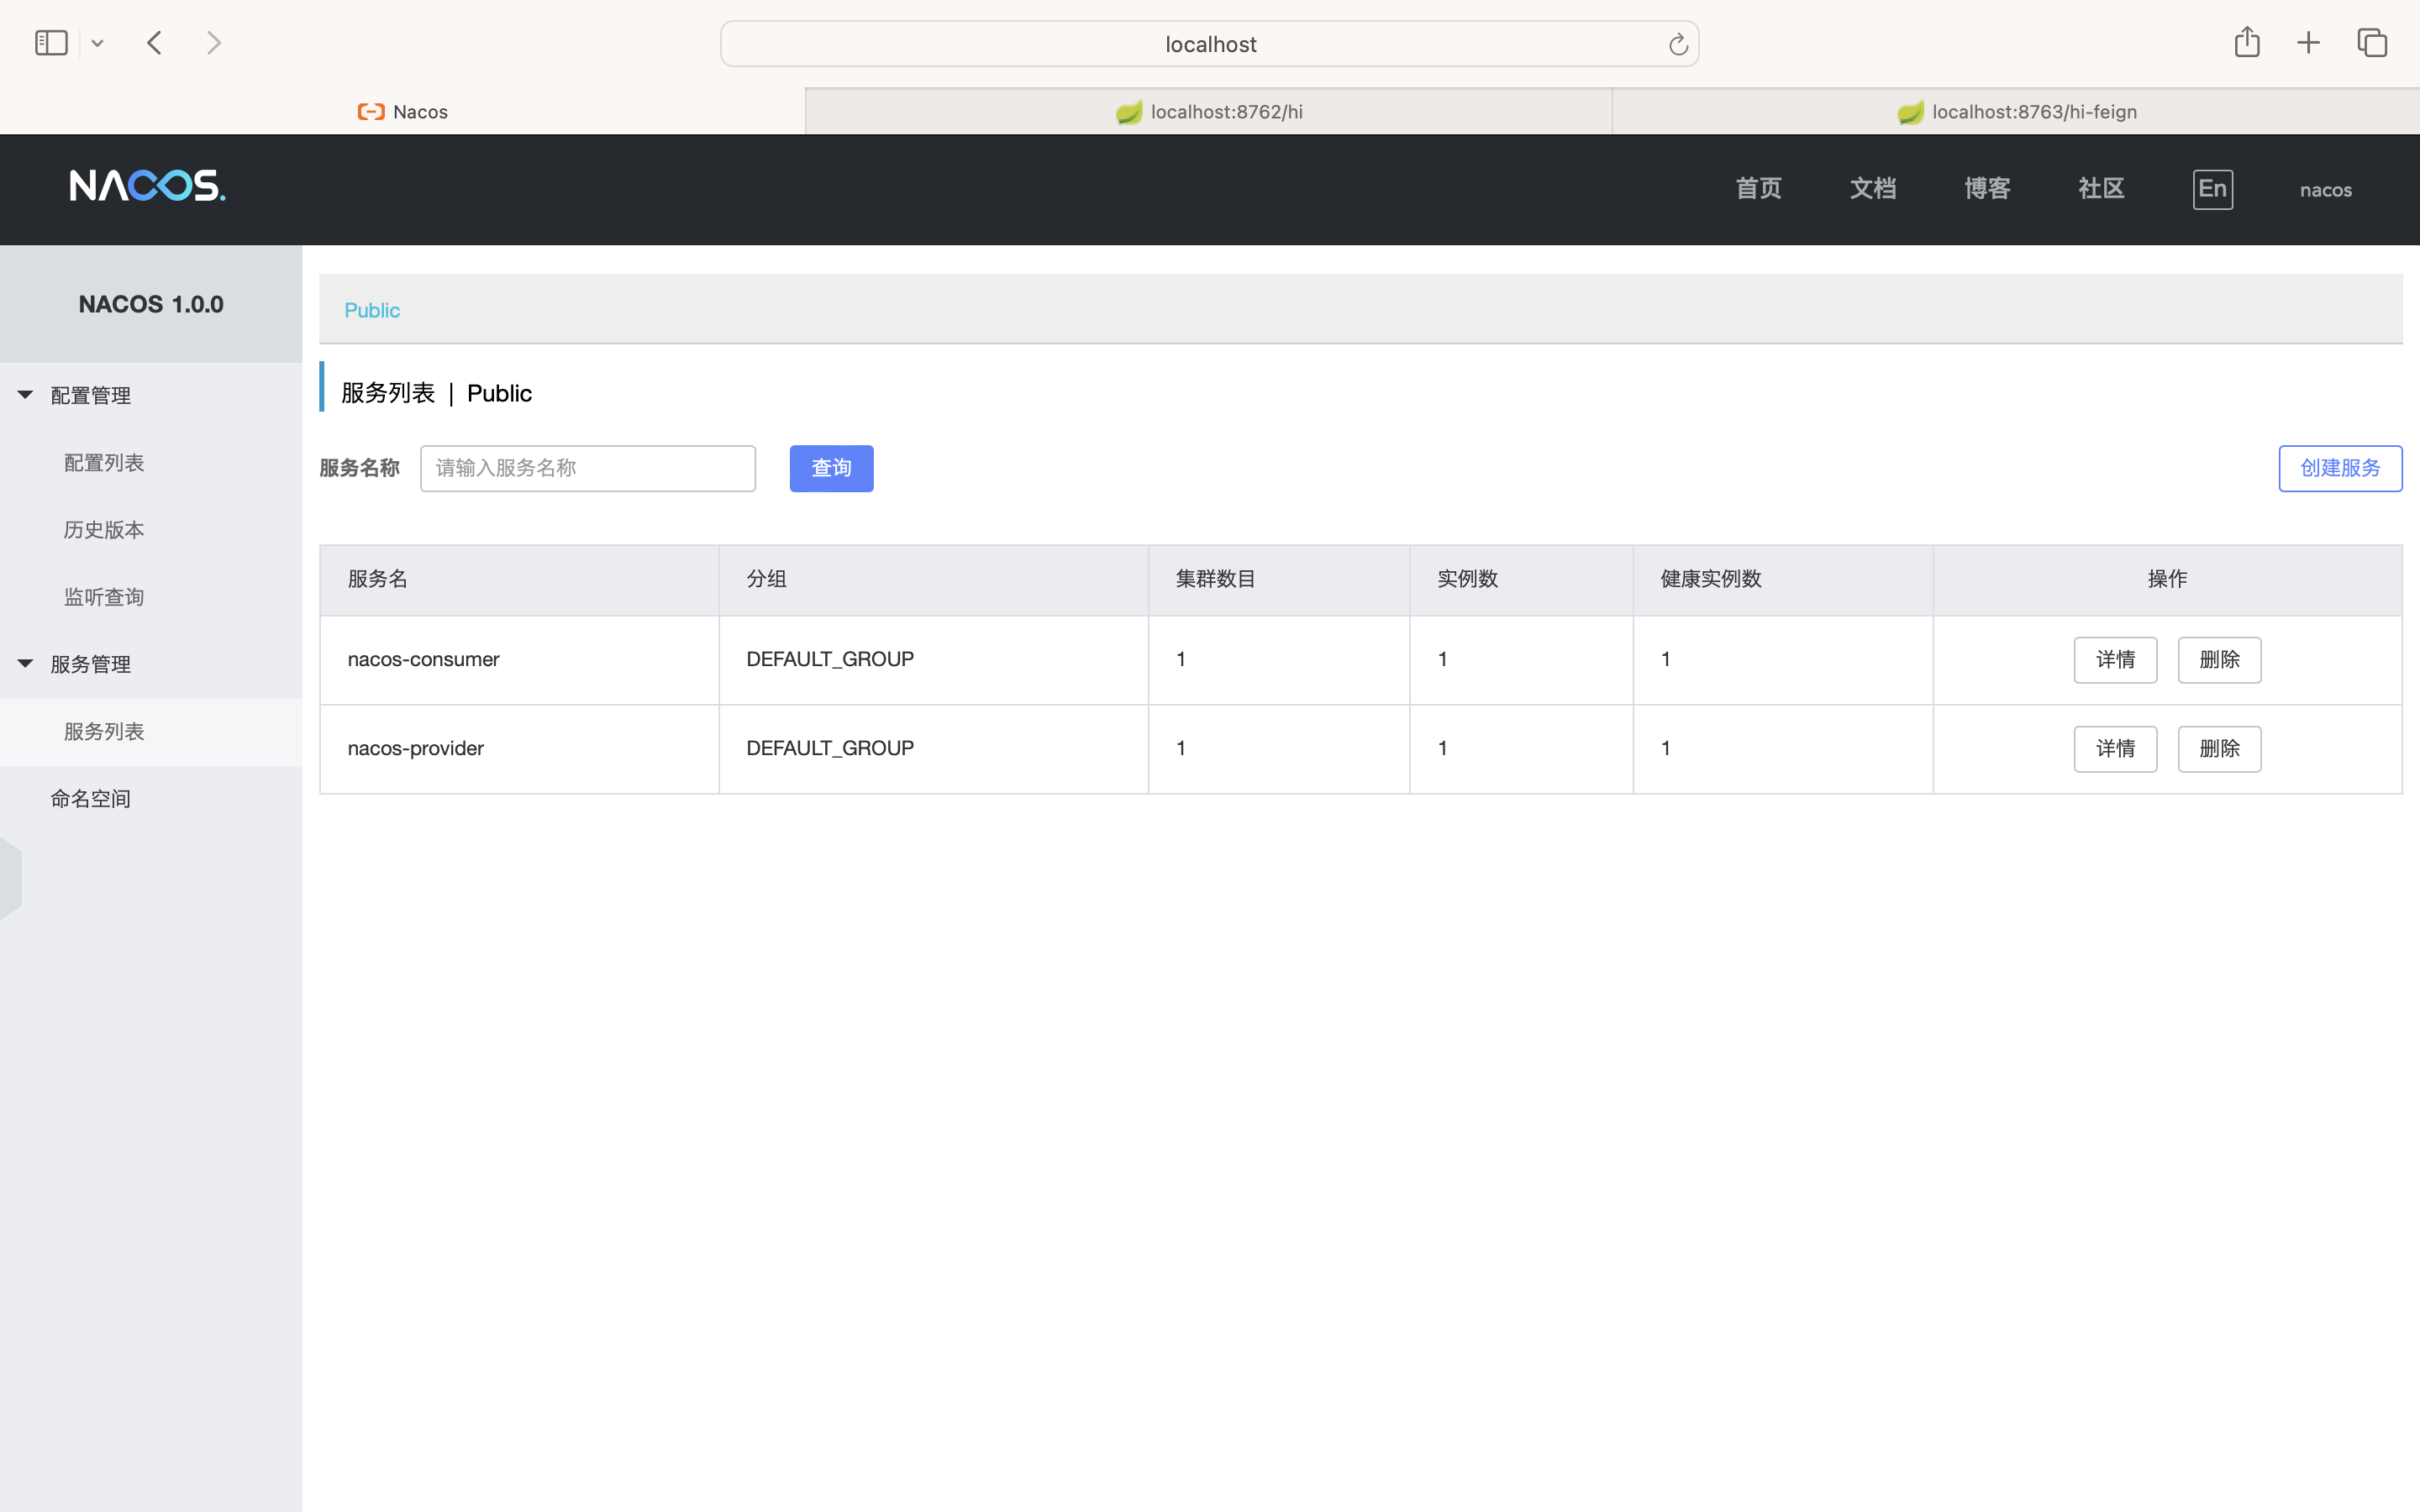 localhost
Nacos
localhost:8762/hi
localhost:8763/hi-feign
NACOS.
首页
文档
博客
社区
En
nacos
NACOS 1.0.0
配置管理
配置列表
历史版本
监听查询
服务管理
服务列表
命名空间
Public
服务列表 | Public
服务名称 请输入服务名称 查询 创建服务
服务名 分组 集群数目 实例数 健康实例数 操作
nacos-consumer DEFAULT_GROUP 1 1 1 详情 删除
nacos-provider DEFAULT_GROUP 1 1 1 详情 删除